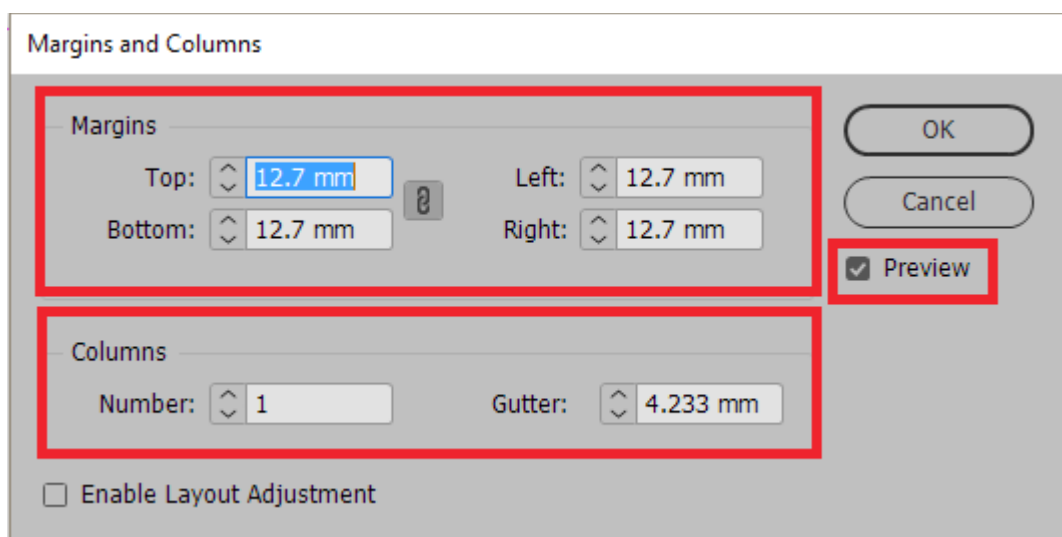 Margins and Columns
Margins
Top: 12.7 mm Left: 12.7 mm
Bottom: 12.7 mm Right: 12.7 mm
OK
Cancel
Preview
Columns
Number: 1 Gutter: 4.233 mm
Enable Layout Adjustment